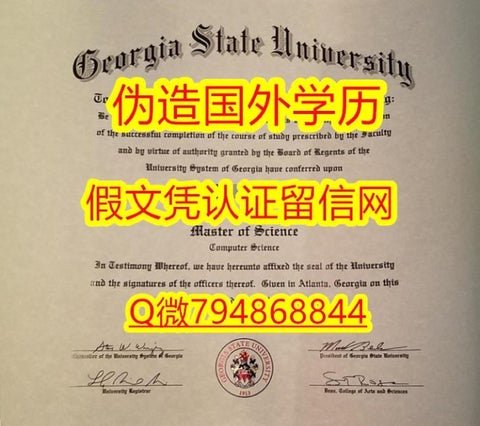 Georgia State University
伪造国外学历
of the successful completion of the course of study prescribed by the Faculty
and by virtue of authority granted by the Board of Regents of the
University System of Georgia have conferred upon
假文凭认证留信网
Master of Science
Computer Science
In Testimony Whereof, we have hereunto affixed the seal of the University
and the signatures of the officers thereof. Given in Atlanta, Georgia on this
Q微794868844
Chancellor of the University System of Georgia
President of Georgia State University
GEORGIA STATE UNIVERSITY
1913
University Registrar
Dean, College of Arts and Sciences